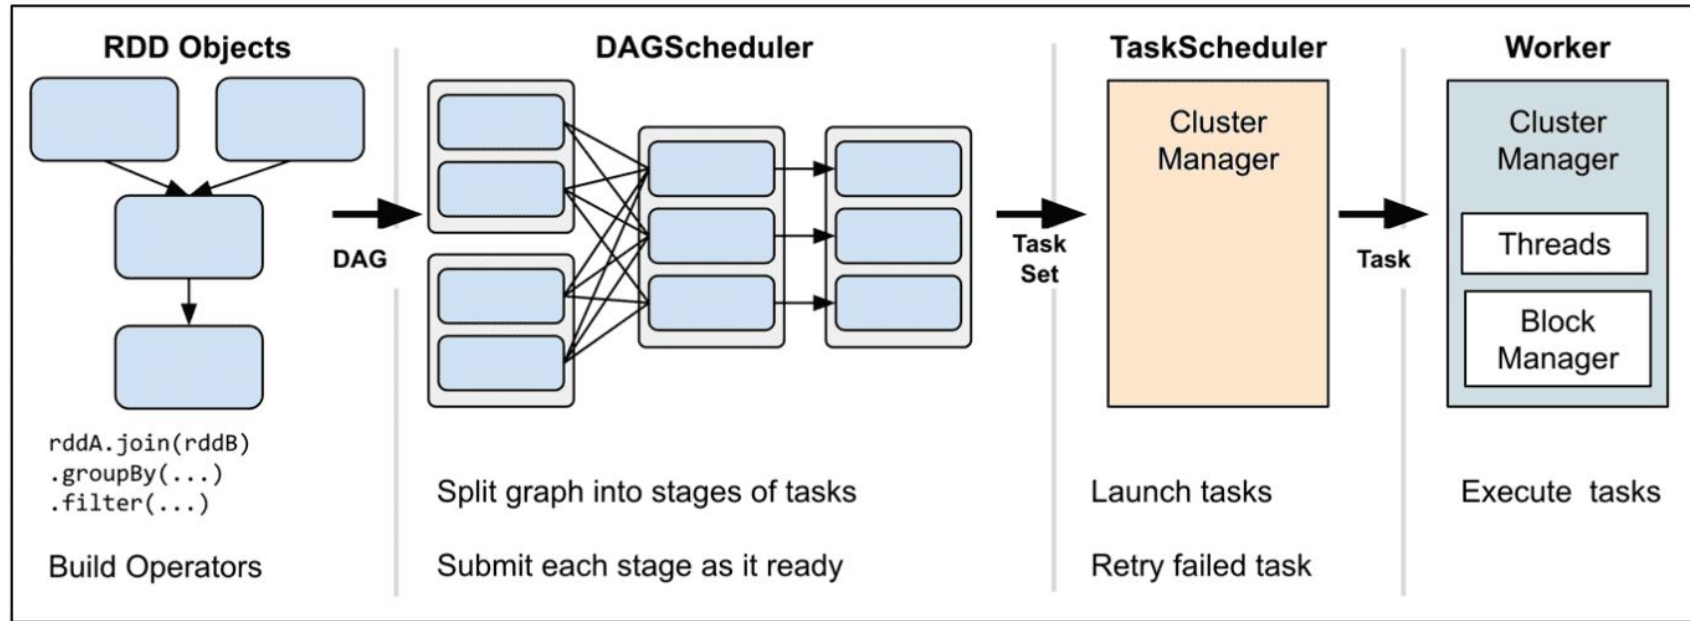 RDD Objects
DAGScheduler
TaskScheduler
Worker
DAG
Task
Set
Cluster
Manager
Task
Cluster
Manager
Threads
Block
Manager
rddA.join(rddB)
.groupBy(...)
.filter(...)
Build Operators
Split graph into stages of tasks
Submit each stage as it ready
Launch tasks
Retry failed task
Execute tasks